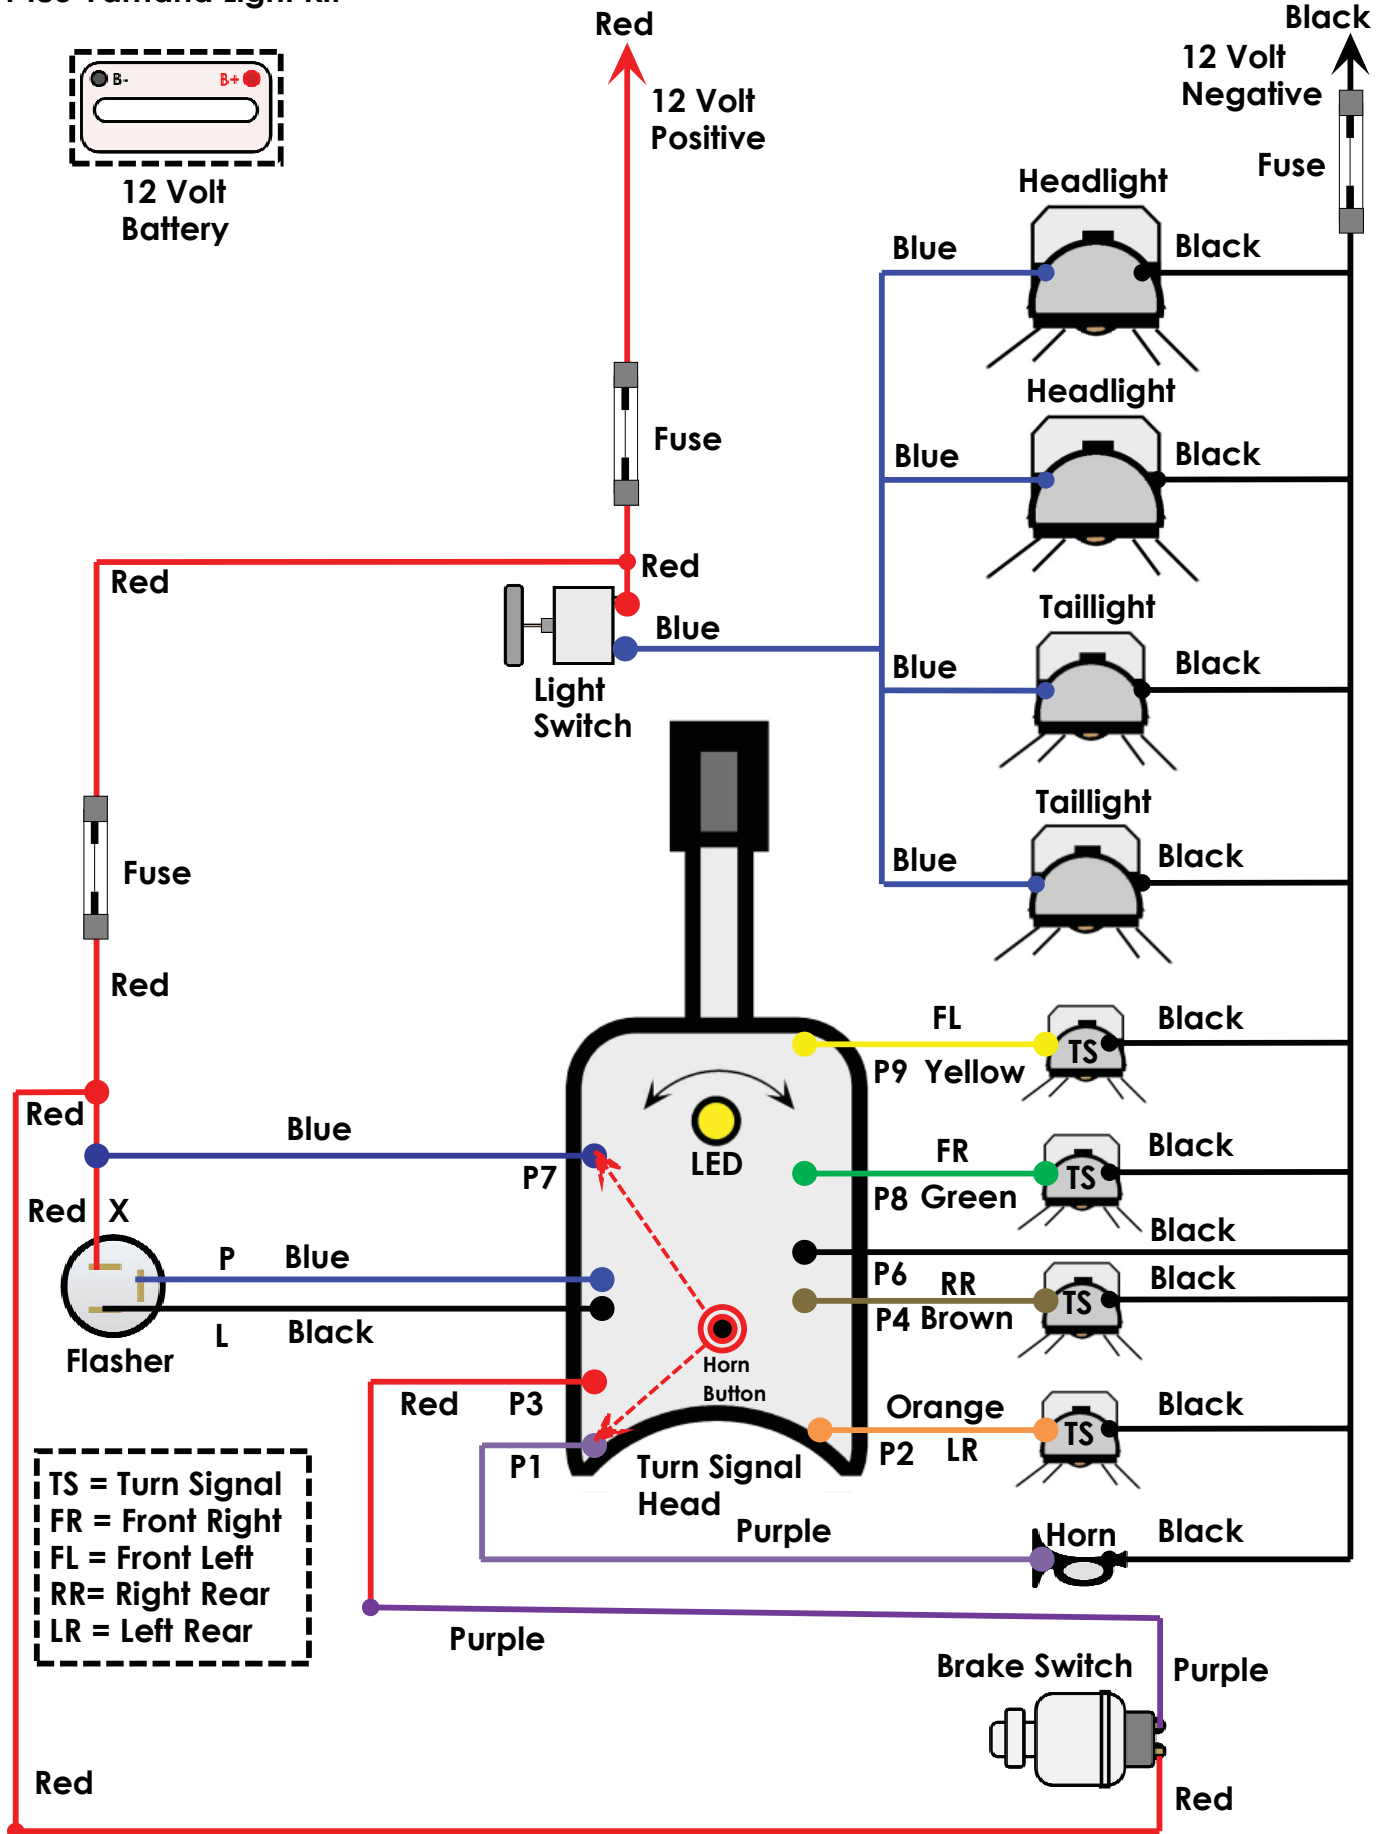 Yamaha Light Kit
Red
Black
12 Volt
Positive
12 Volt
Negative
B-
B+
12 Volt
Battery
Fuse
Headlight
Blue
Black
Headlight
Blue
Black
Fuse
Red
Red
Blue
Light
Switch
Taillight
Blue
Black
Taillight
Blue
Black
Fuse
Red
FL
Black
P9 Yellow
TS
Red
Blue
P7
LED
FR
Black
P8 Green
TS
Red X
P Blue
Black
P6
RR
Black
P4 Brown
TS
L Black
Flasher
Horn
Button
Red P3
Orange
Black
P2 LR
TS
P1
Turn Signal
Head
TS = Turn Signal
FR = Front Right
FL = Front Left
RR= Right Rear
LR = Left Rear
Purple
Horn
Black
Purple
Brake Switch
Purple
Red
Red